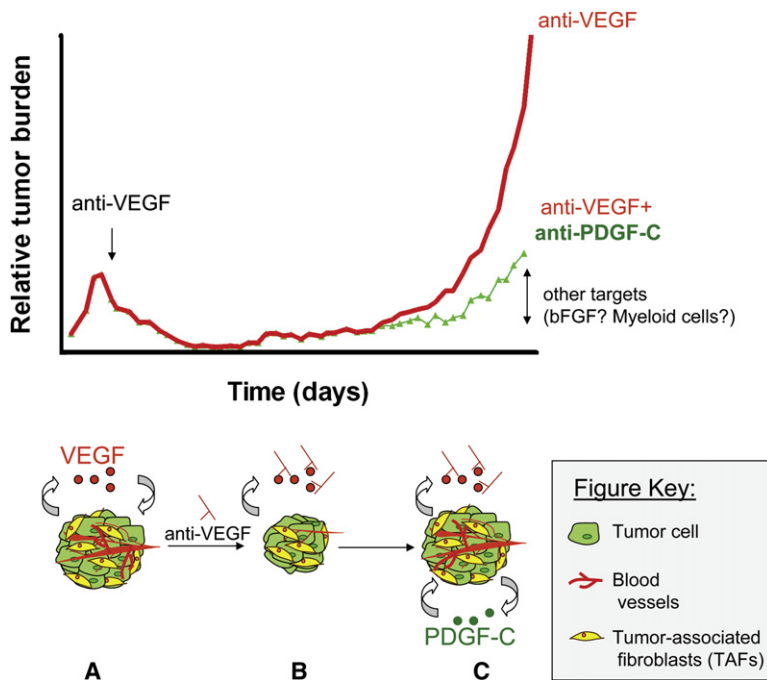 anti-VEGF
Relative tumor burden
anti-VEGF
anti-VEGF+
anti-PDGF-C
other targets
(bFGF? Myeloid cells?)
Time (days)
VEGF
anti-VEGF
PDGF-C
A
B
C
Figure Key:
Tumor cell
Blood
vessels
Tumor-associated
fibroblasts (TAFs)